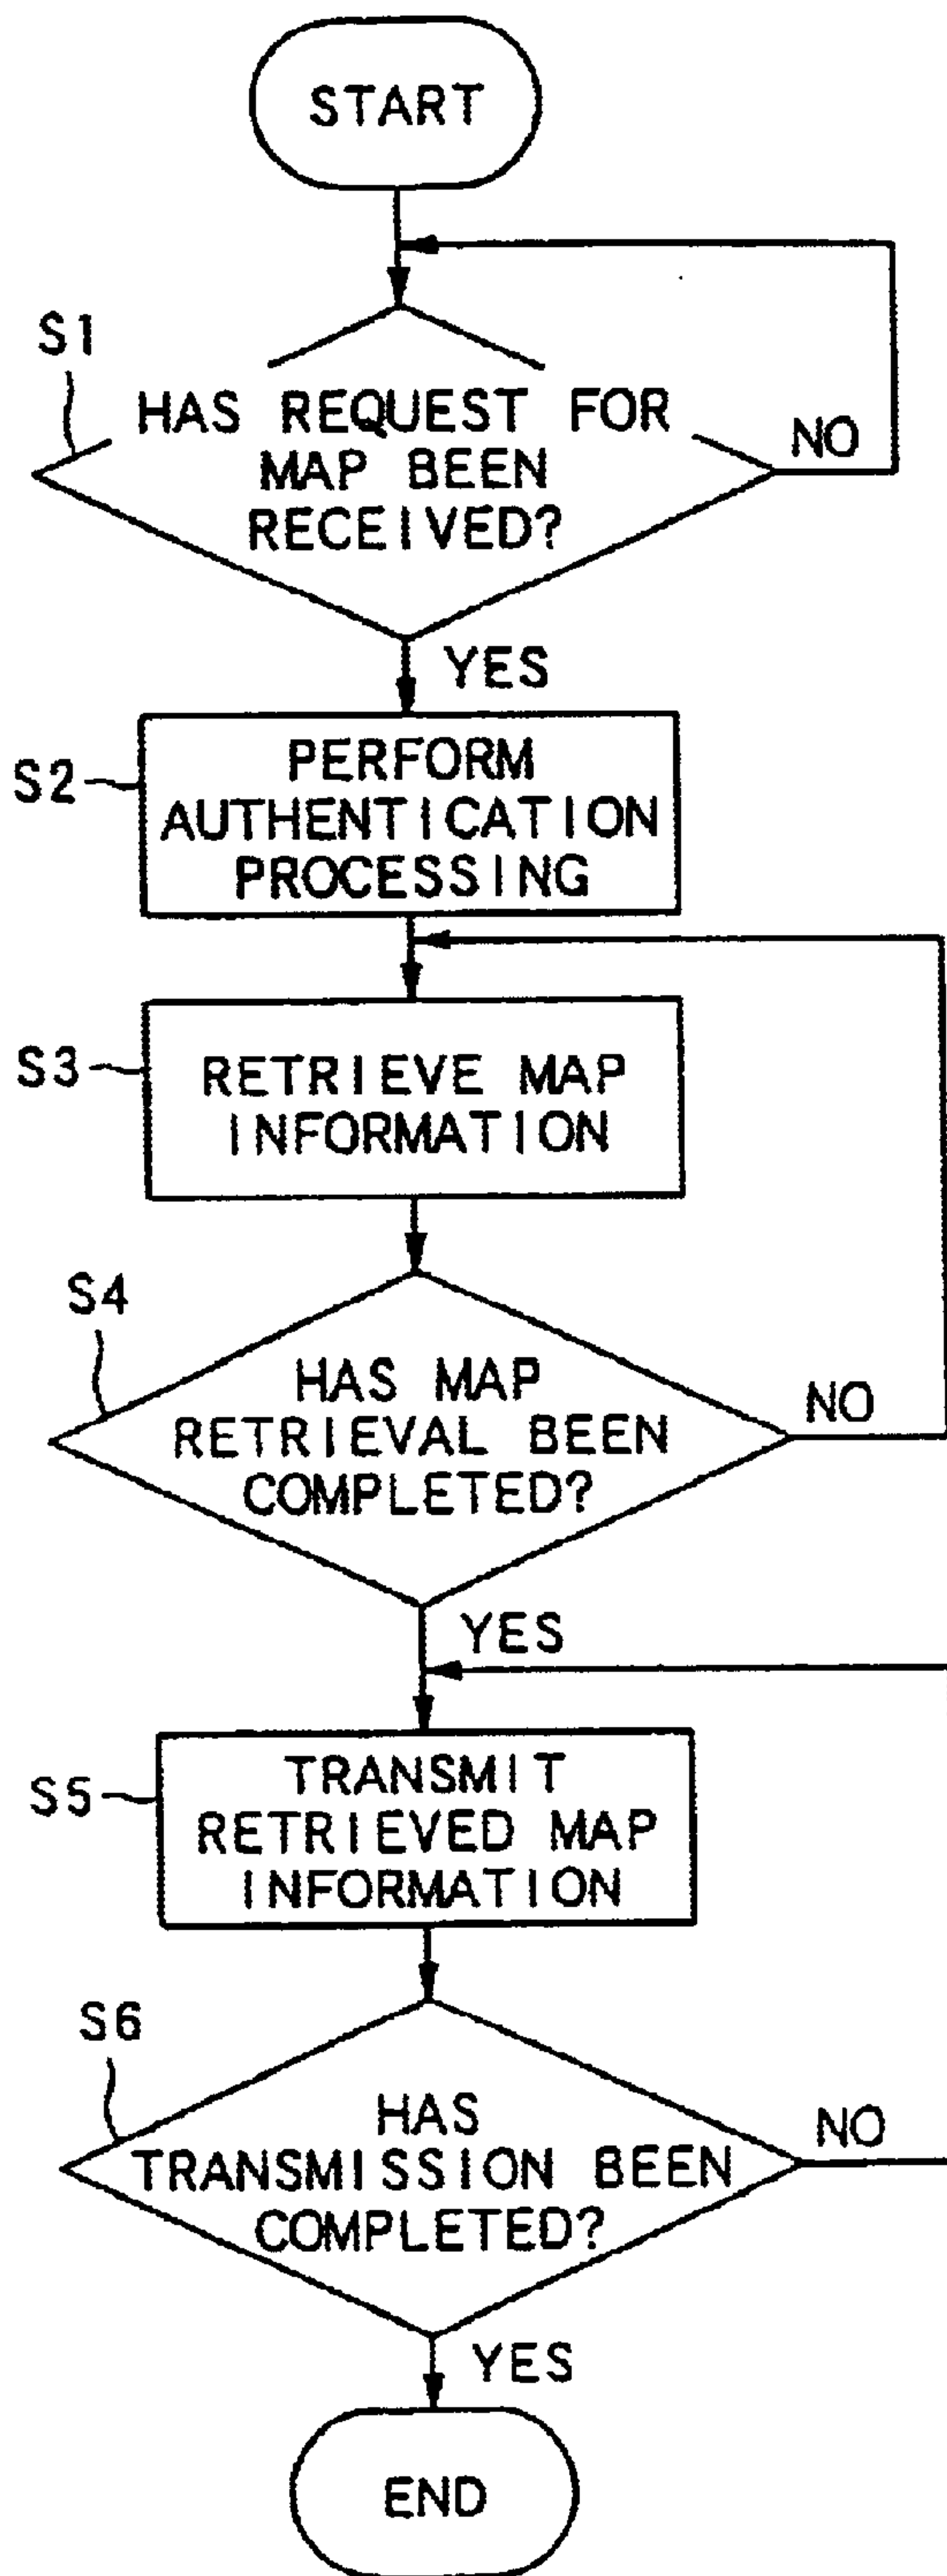 START
S1
HAS REQUEST FOR
MAP BEEN
RECEIVED?
NO
YES
S2
PERFORM
AUTHENTICATION
PROCESSING
S3
RETRIEVE MAP
INFORMATION
S4
HAS MAP
RETRIEVAL BEEN
COMPLETED?
NO
YES
S5
TRANSMIT
RETRIEVED MAP
INFORMATION
S6
HAS
TRANSMISSION BEEN
COMPLETED?
NO
YES
END